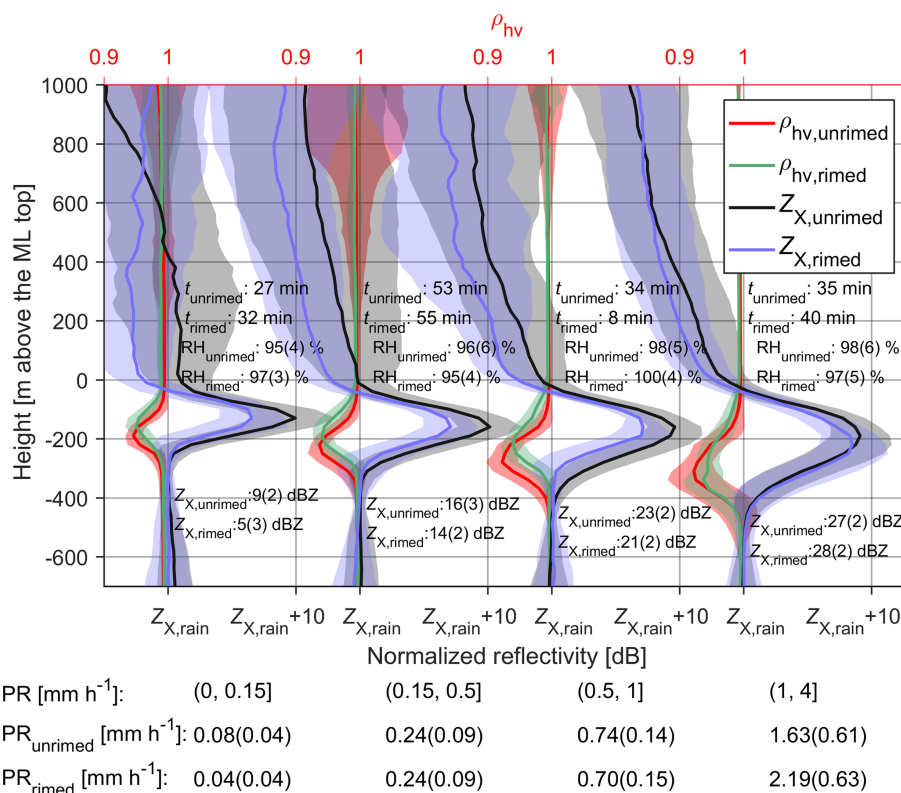 ρhv
0.9 1 0.9 1 0.9 1 0.9 1
1000
800
600
400
200
0
-200
-400
-600
Height [m above the ML top]
ρhv,unrimed
ρhv,rimed
ZX,unrimed
ZX,rimed
tunrimed: 27 min tunrimed: 53 min tunrimed: 34 min tunrimed: 35 min
trimed: 32 min trimed: 55 min trimed: 8 min trimed: 40 min
RHunrimed: 95(4) % RHunrimed: 96(6) % RHunrimed: 98(5) % RHunrimed: 98(6) %
RHrimed: 97(3) % RHrimed: 95(4) % RHrimed: 100(4) % RHrimed: 97(5) %
ZX,unrimed:9(2) dBZ ZX,unrimed:16(3) dBZ ZX,unrimed:23(2) dBZ ZX,unrimed:27(2) dBZ
ZX,rimed:5(3) dBZ ZX,rimed:14(2) dBZ ZX,rimed:21(2) dBZ ZX,rimed:28(2) dBZ
ZX,rain ZX,rain+10 ZX,rain ZX,rain+10 ZX,rain ZX,rain+10 ZX,rain ZX,rain+10
Normalized reflectivity [dB]
PR [mm h-1]: (0, 0.15] (0.15, 0.5] (0.5, 1] (1, 4]
PRunrimed [mm h-1]: 0.08(0.04) 0.24(0.09) 0.74(0.14) 1.63(0.61)
PRrimed [mm h-1]: 0.04(0.04) 0.24(0.09) 0.70(0.15) 2.19(0.63)